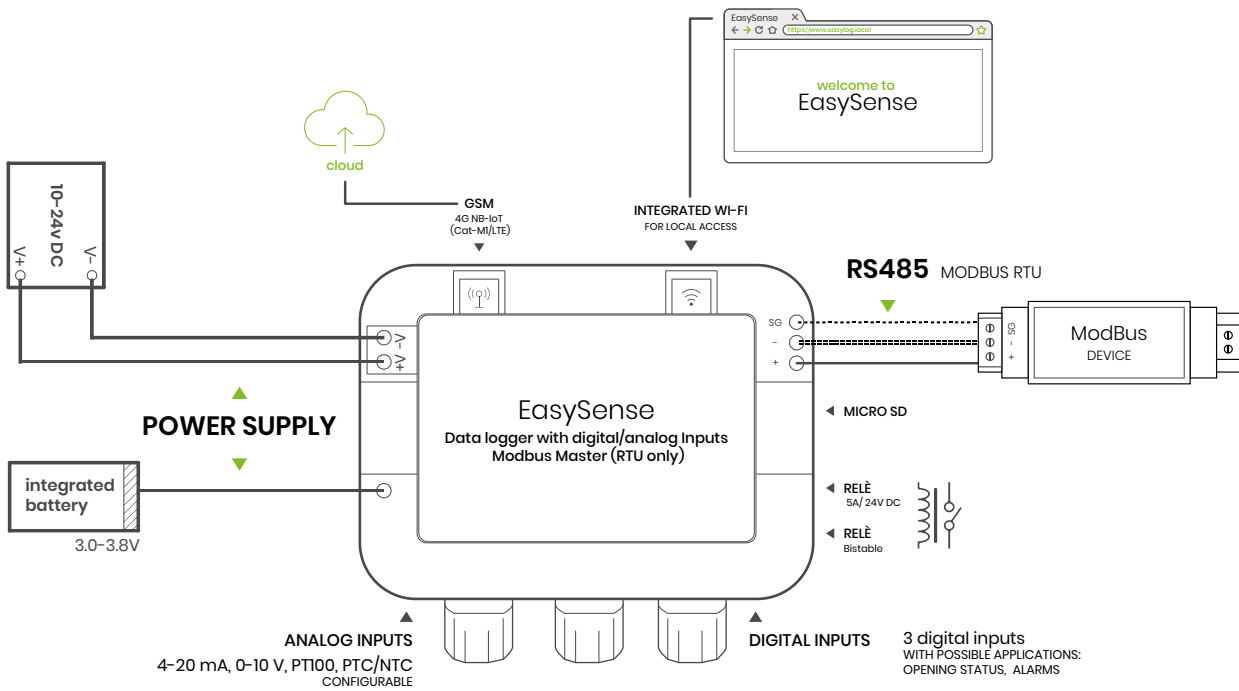 EasySense
https://www.easylog.local
welcome to
EasySense
cloud
10-24v DC
V+
V-
GSM
4G NB-IoT
(Cat-M1/LTE)
INTEGRATED WI-FI
FOR LOCAL ACCESS
RS485 MODBUS RTU
V-
V+
SG
-
+
SG
-
+
ModBus
DEVICE
POWER SUPPLY
EasySense
Data logger with digital/analog Inputs
Modbus Master (RTU only)
MICRO SD
integrated
battery
3.0-3.8V
RELÈ
5A/ 24V DC
RELÈ
Bistable
ANALOG INPUTS
4-20 mA, 0-10 V, PT100, PTC/NTC
CONFIGURABLE
DIGITAL INPUTS
3 digital inputs
WITH POSSIBLE APPLICATIONS:
OPENING STATUS, ALARMS